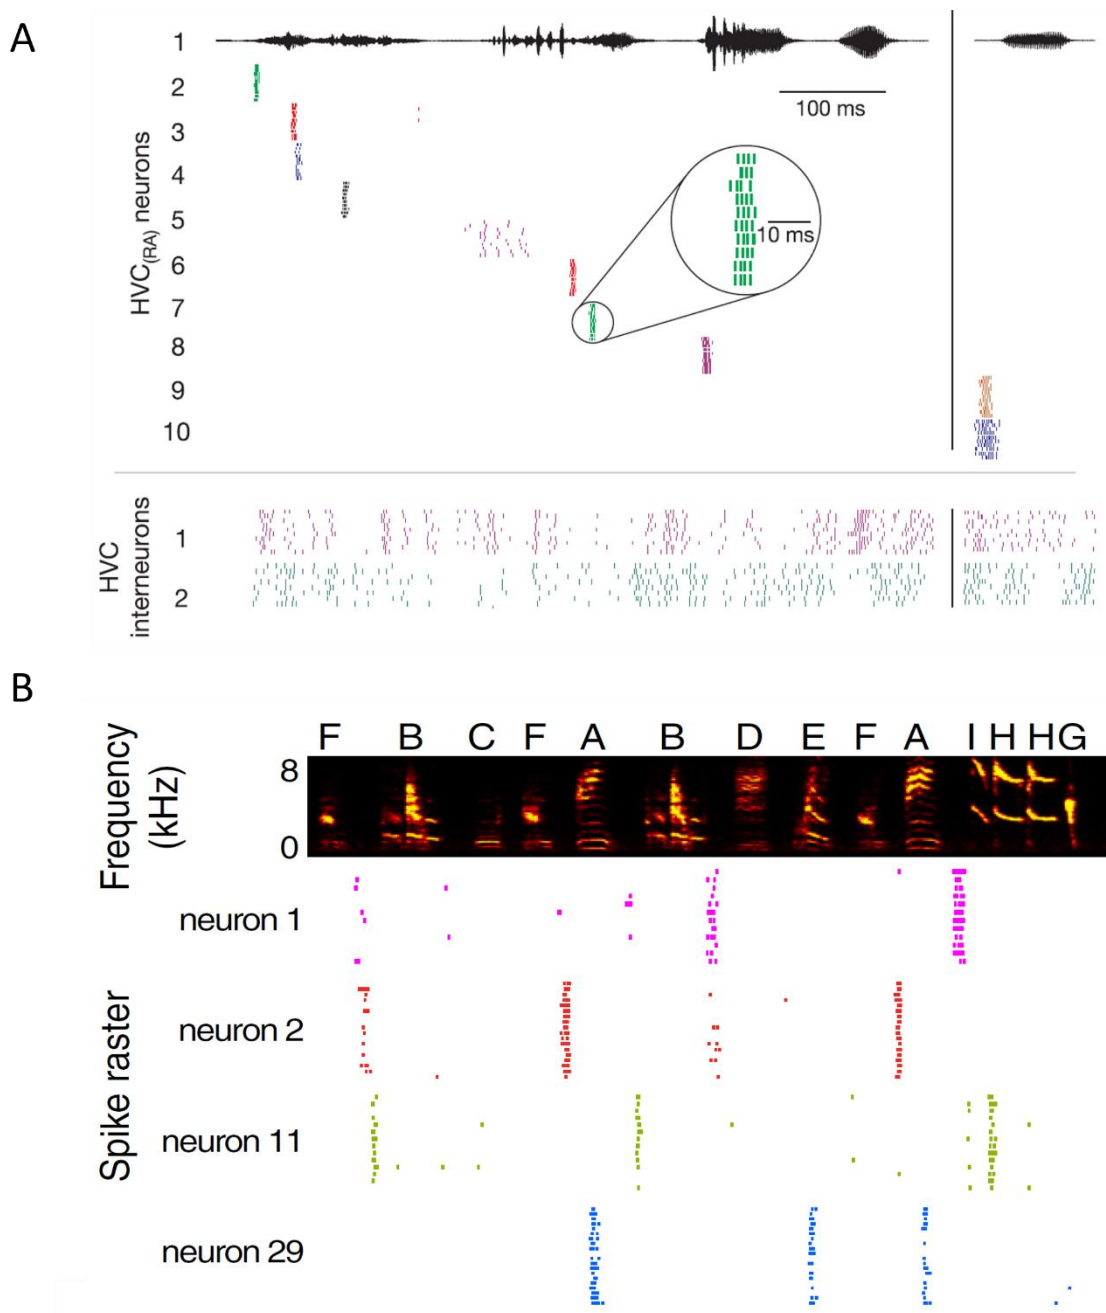 A
1
2
100 ms
3
4
HVC(RA) neurons
5
10 ms
6
7
8
9
10
HVC
interneurons
1
2
B
F B C F A B D E F A I H H G
Frequency
(kHz)
8
0
neuron 1
Spike raster
neuron 2
neuron 11
neuron 29